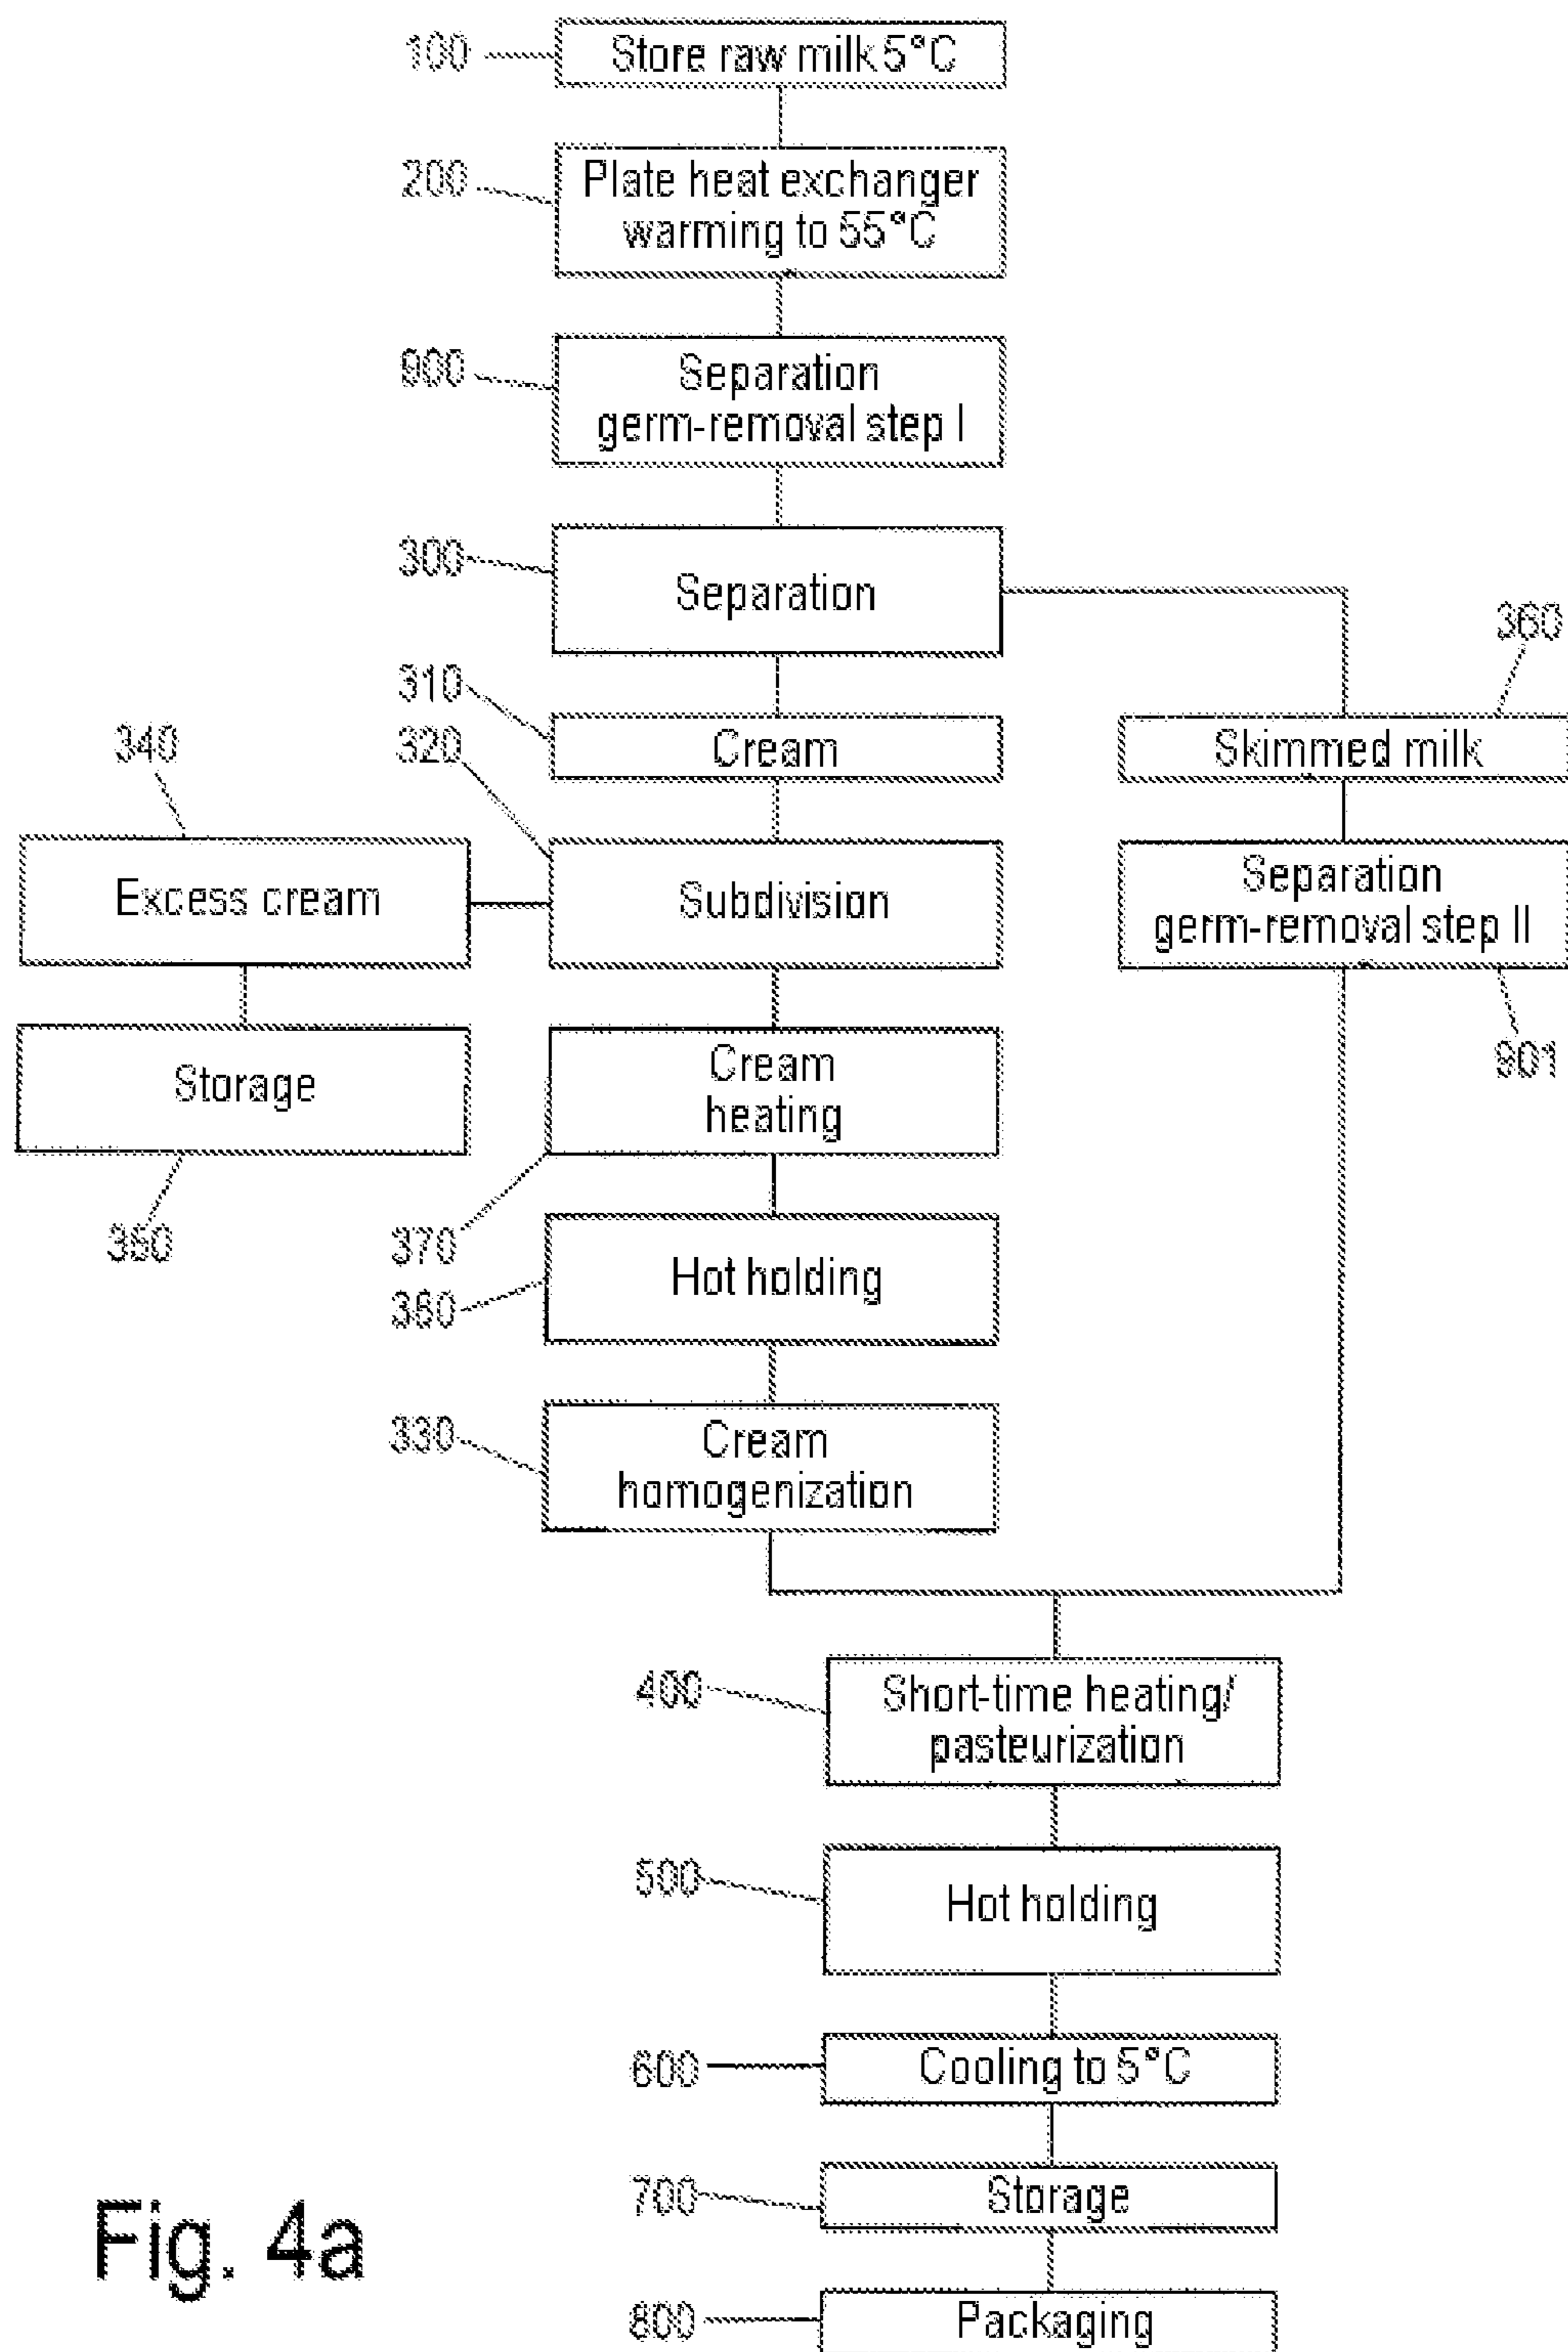 100
Store raw milk 5°C
200
Plate heat exchanger
warming to 55°C
900
Separation
germ-removal step I
300
Separation
360
310
Cream
Skimmed milk
340
320
Excess cream
Subdivision
Separation
germ-removal step II
901
Storage
350
Cream
heating
370
Hot holding
380
330
Cream
homogenization
400
Short-time heating/
pasteurization
500
Hot holding
600
Cooling to 5°C
700
Storage
800
Packaging
Fig. 4a